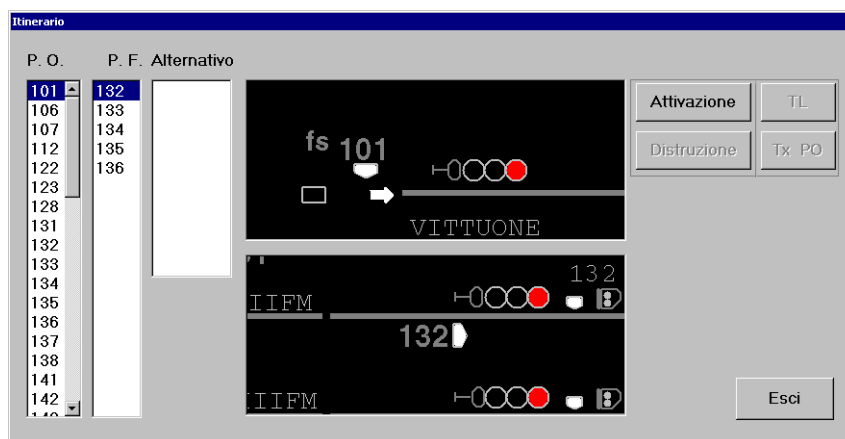 Itinerario
P. O. P. F. Alternativo
101
106
107
112
122
123
128
131
132
133
134
135
136
137
138
141
142
132
133
134
135
136
fs 101
VITTUONE
132
IIFM
132
IIFM
Attivazione TL
Distruzione Tx PO
Esci